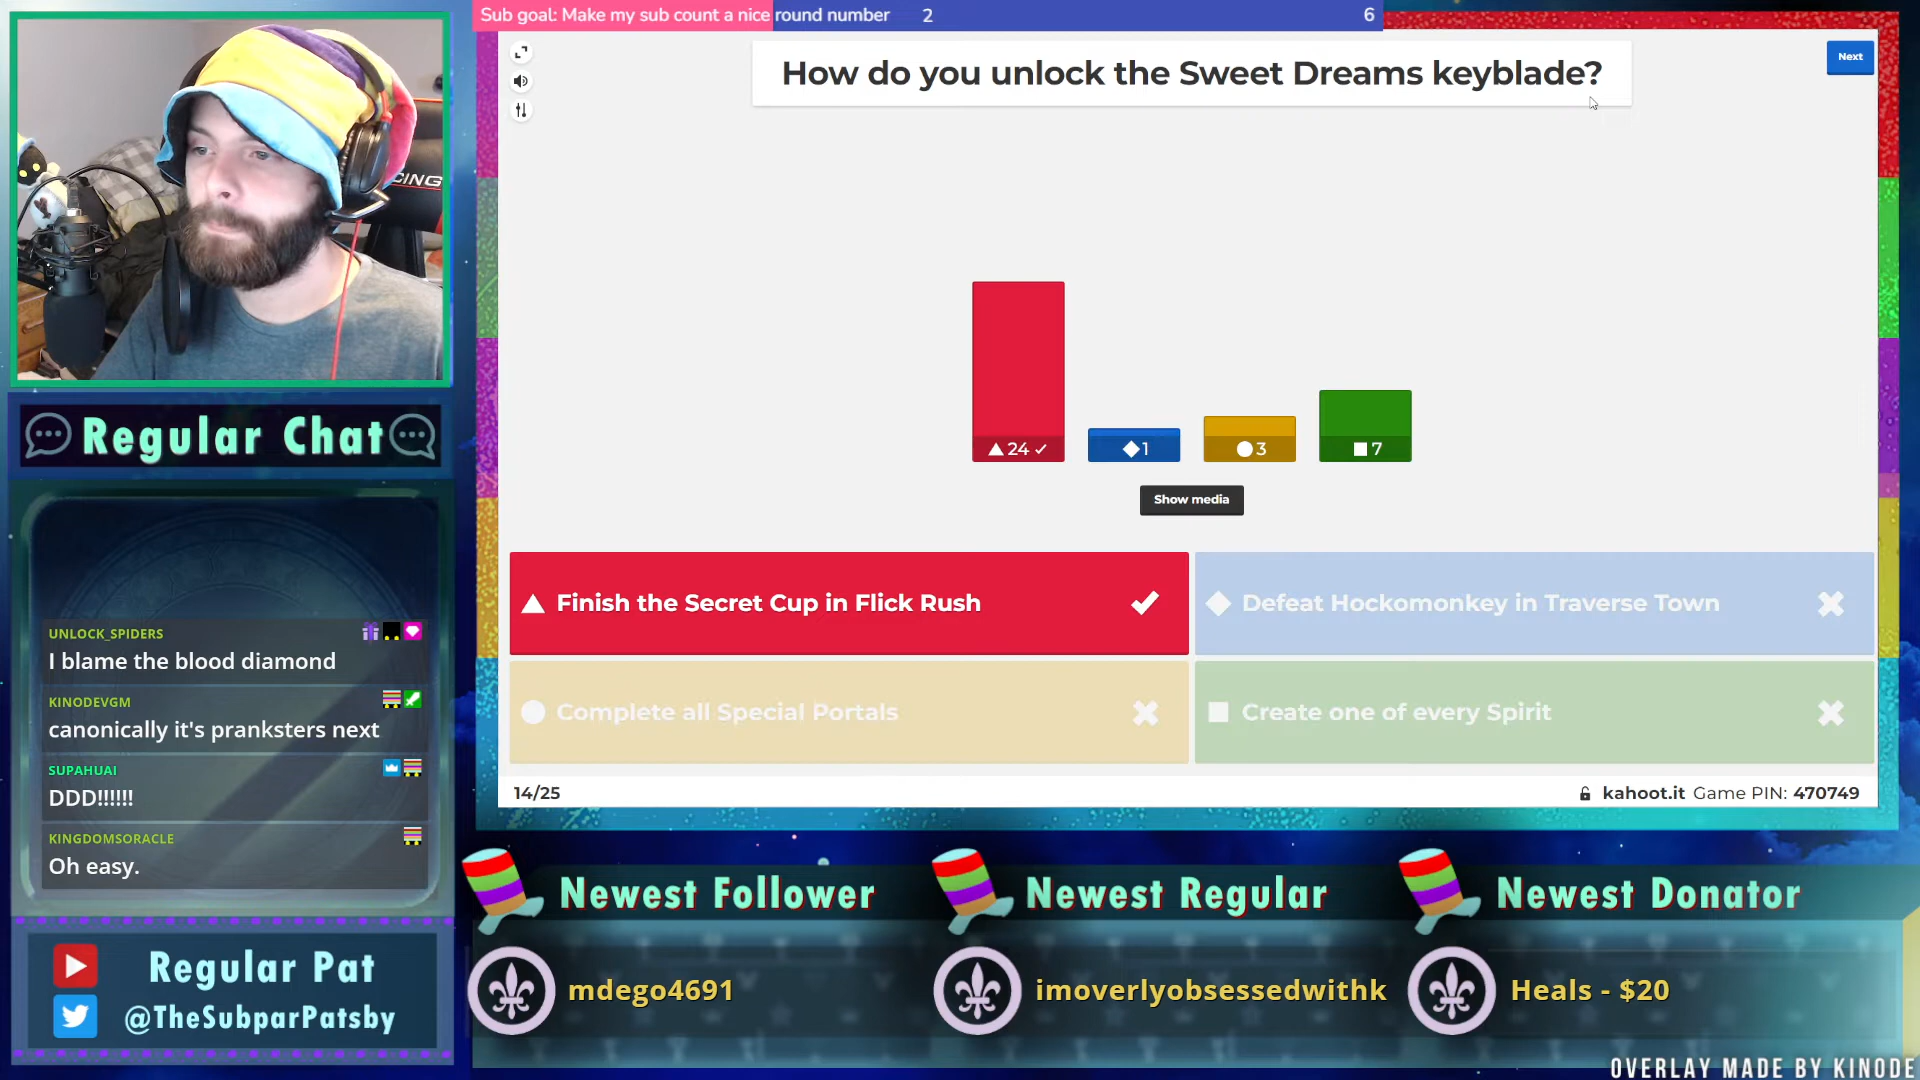 Sub goal: Make my sub count a nice round number 2 6
How do you unlock the Sweet Dreams keyblade?
Next
CING
24
1
3
7
Show media
Finish the Secret Cup in Flick Rush
Defeat Hockomonkey in Traverse Town
Complete all Special Portals
Create one of every Spirit
14/25
kahoot.it Game PIN: 470749
Regular Chat
UNLOCK_SPIDERS
I blame the blood diamond
KINODEVGM
canonically it's pranksters next
SUPAHUAI
DDD!!!!!!
KINGDOMSORACLE
Oh easy.
Regular Pat
@TheSubparPatsby
Newest Follower
mdego4691
Newest Regular
imoverlyobsessedwithk
Newest Donator
Heals - $20
OVERLAY MADE BY KINODE